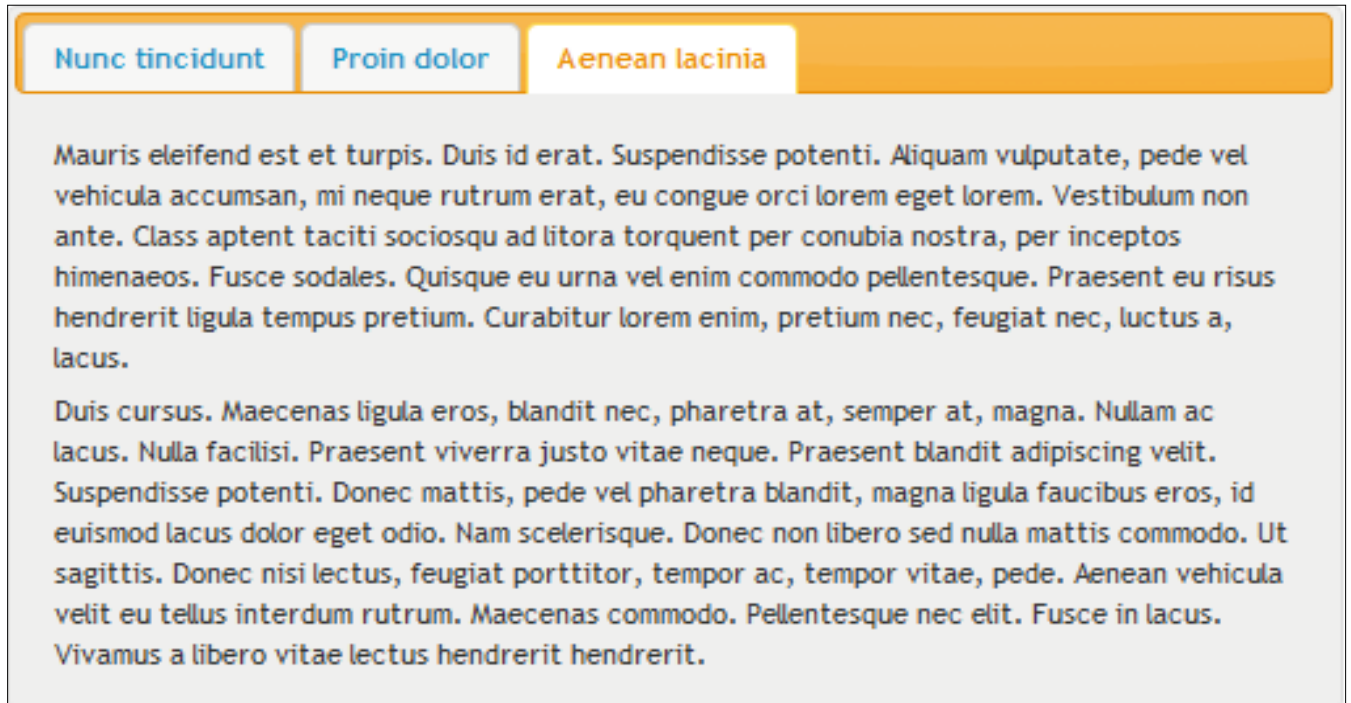 Nunc tincidunt Proin dolor Aenean lacinia
Mauris eleifend est et turpis. Duis id erat. Suspendisse potenti. Aliquam vulputate, pede vel
vehicula accumsan, mi neque rutrum erat, eu congue orci lorem eget lorem. Vestibulum non
ante. Class aptent taciti sociosqu ad litora torquent per conubia nostra, per inceptos
himenaeos. Fusce sodales. Quisque eu urna vel enim commodo pellentesque. Praesent eu risus
hendrerit ligula tempus pretium. Curabitur lorem enim, pretium nec, feugiat nec, luctus a,
lacus.
Duis cursus. Maecenas ligula eros, blandit nec, pharetra at, semper at, magna. Nullam ac
lacus. Nulla facilisi. Praesent viverra justo vitae neque. Praesent blandit adipiscing velit.
Suspendisse potenti. Donec mattis, pede vel pharetra blandit, magna ligula faucibus eros, id
euismod lacus dolor eget odio. Nam scelerisque. Donec non libero sed nulla mattis commodo. Ut
sagittis. Donec nisi lectus, feugiat porttitor, tempor ac, tempor vitae, pede. Aenean vehicula
velit eu tellus interdum rutrum. Maecenas commodo. Pellentesque nec elit. Fusce in lacus.
Vivamus a libero vitae lectus hendrerit hendrerit.